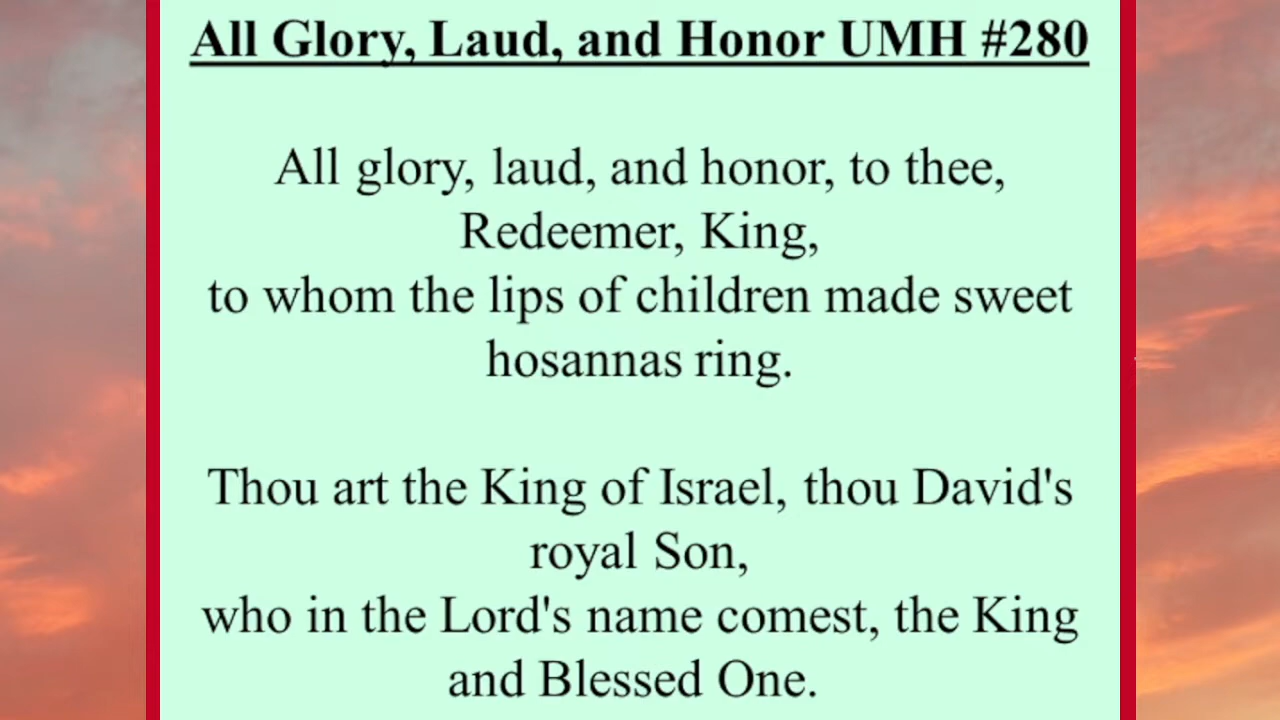 All Glory, Laud, and Honor UMH #280
All glory, laud, and honor, to thee,
Redeemer, King,
to whom the lips of children made sweet
hosannas ring.
Thou art the King of Israel, thou David's
royal Son,
who in the Lord's name comest, the King
and Blessed One.